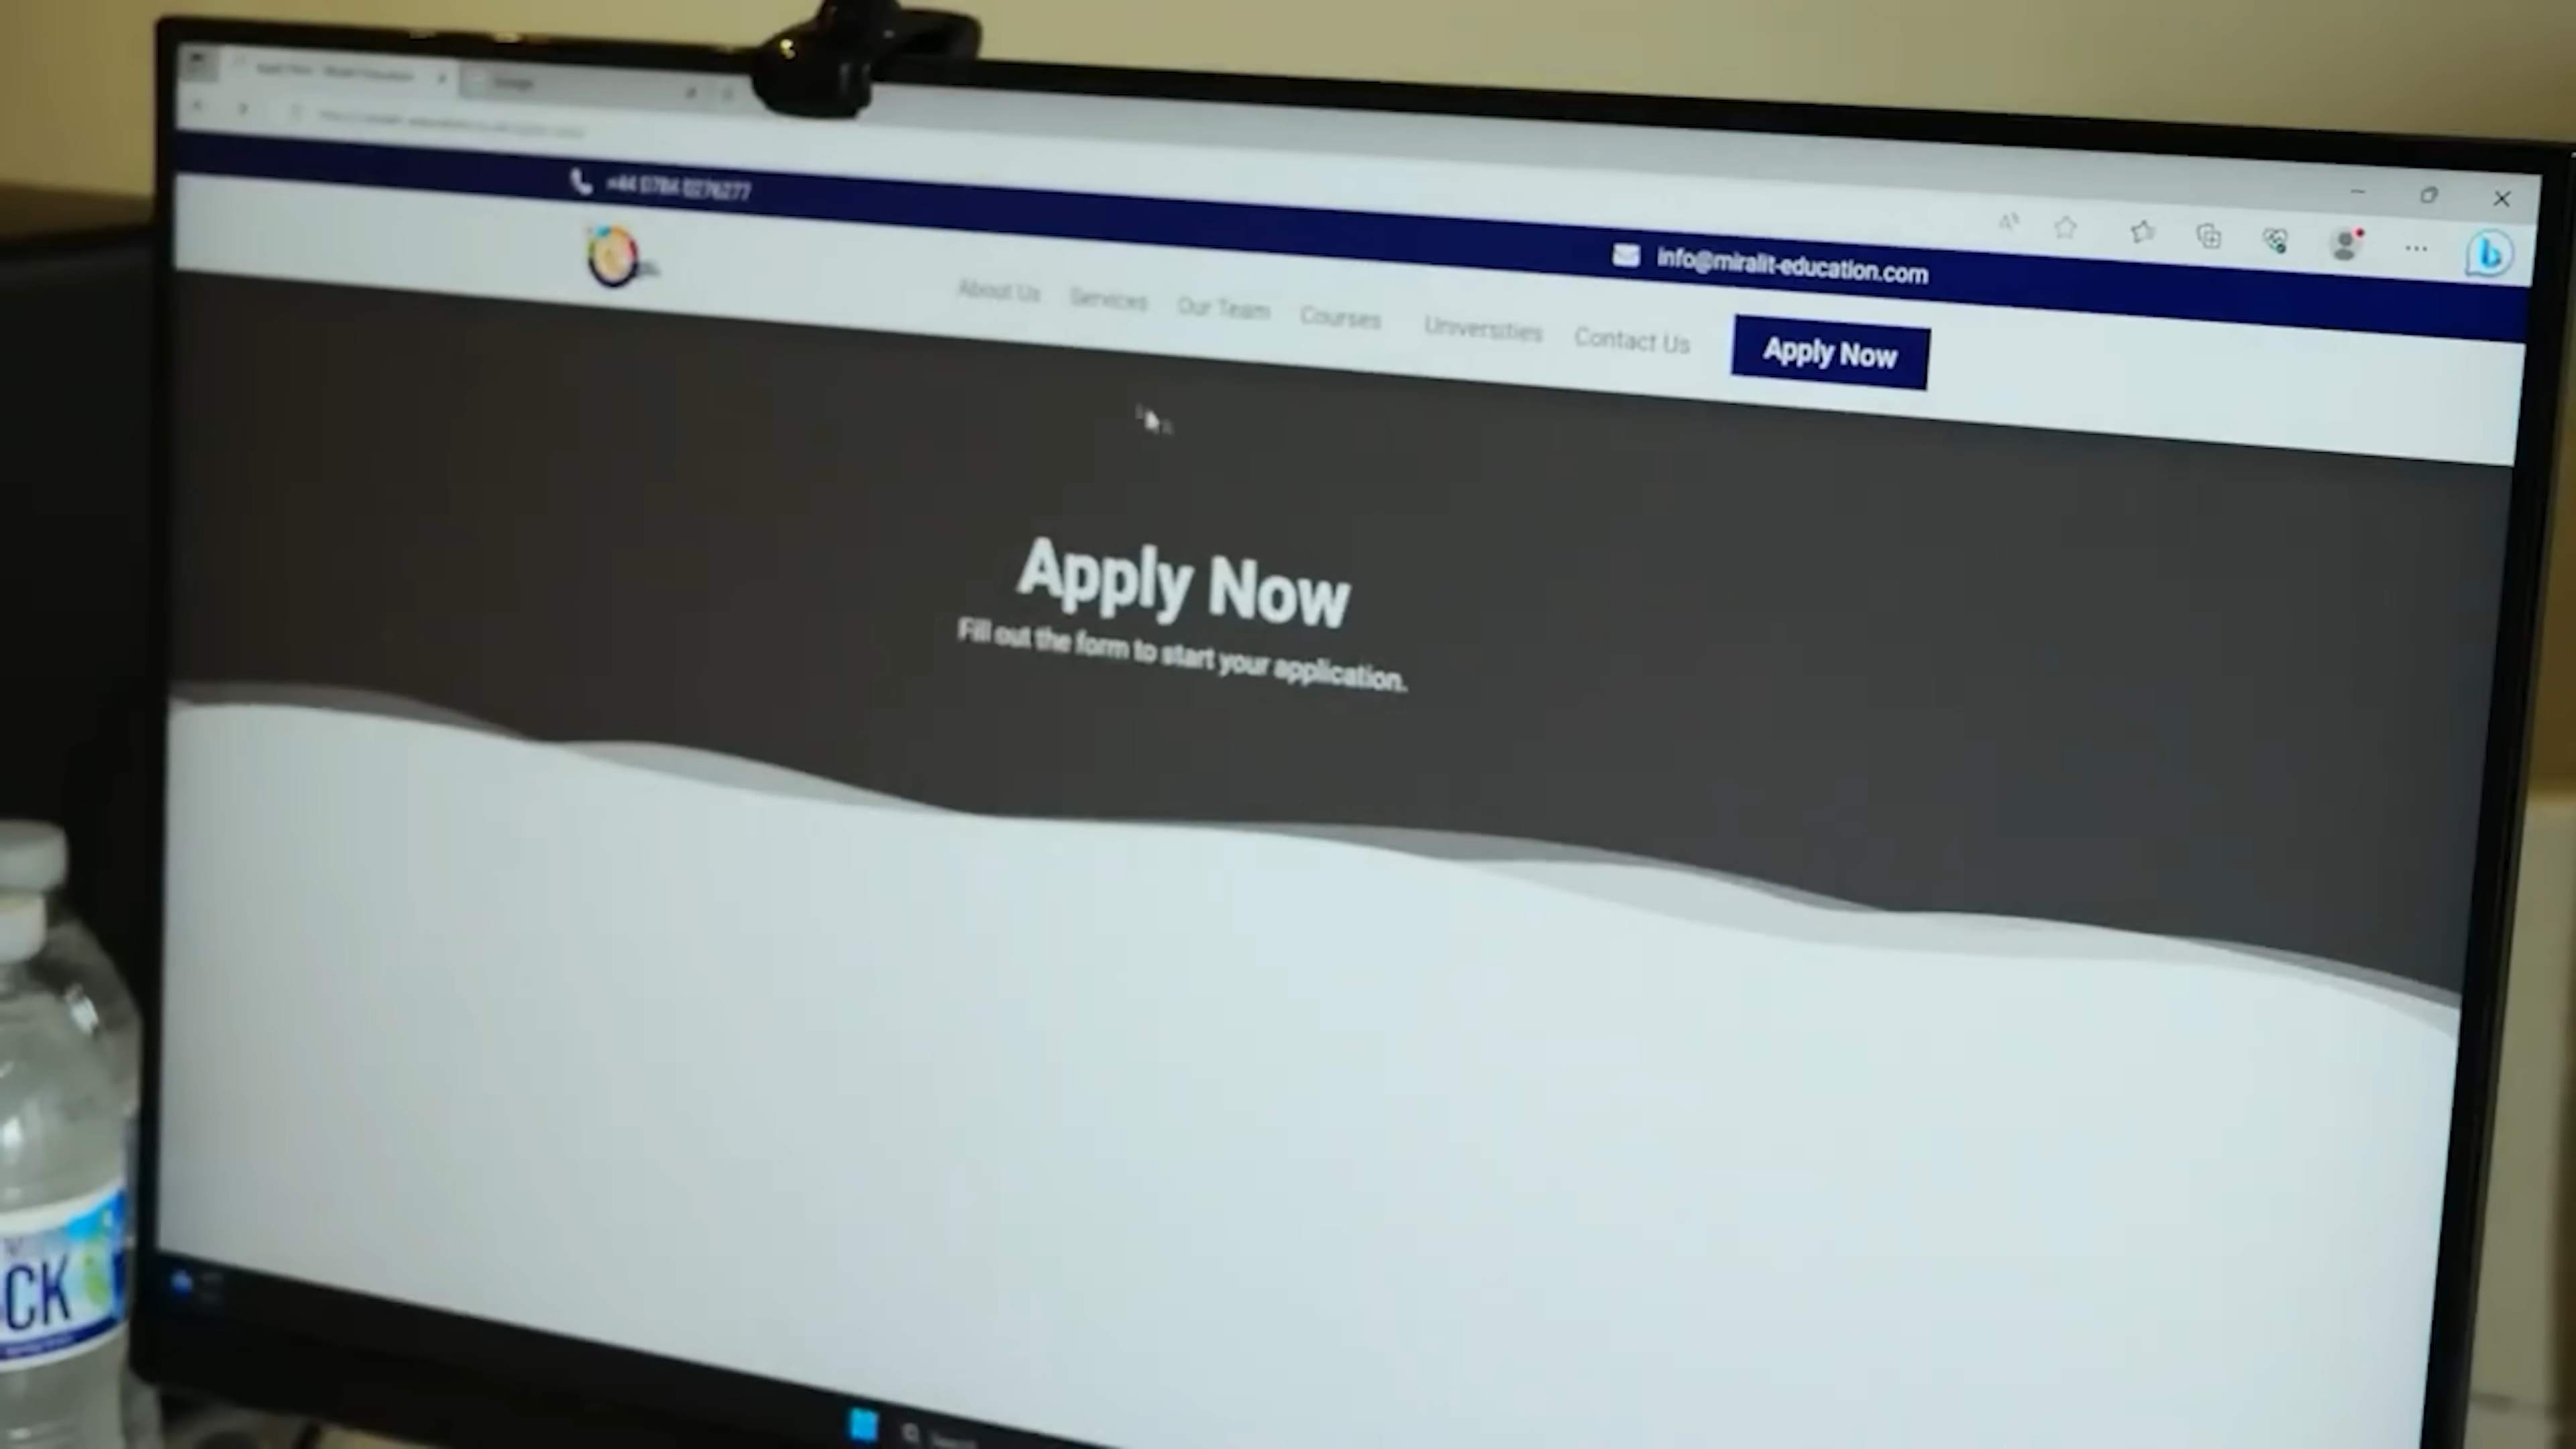 info@miralit-education.com
About Us Services Our Team Courses Universities Contact Us Apply Now
Apply Now
Fill out the form to start your application.
CK